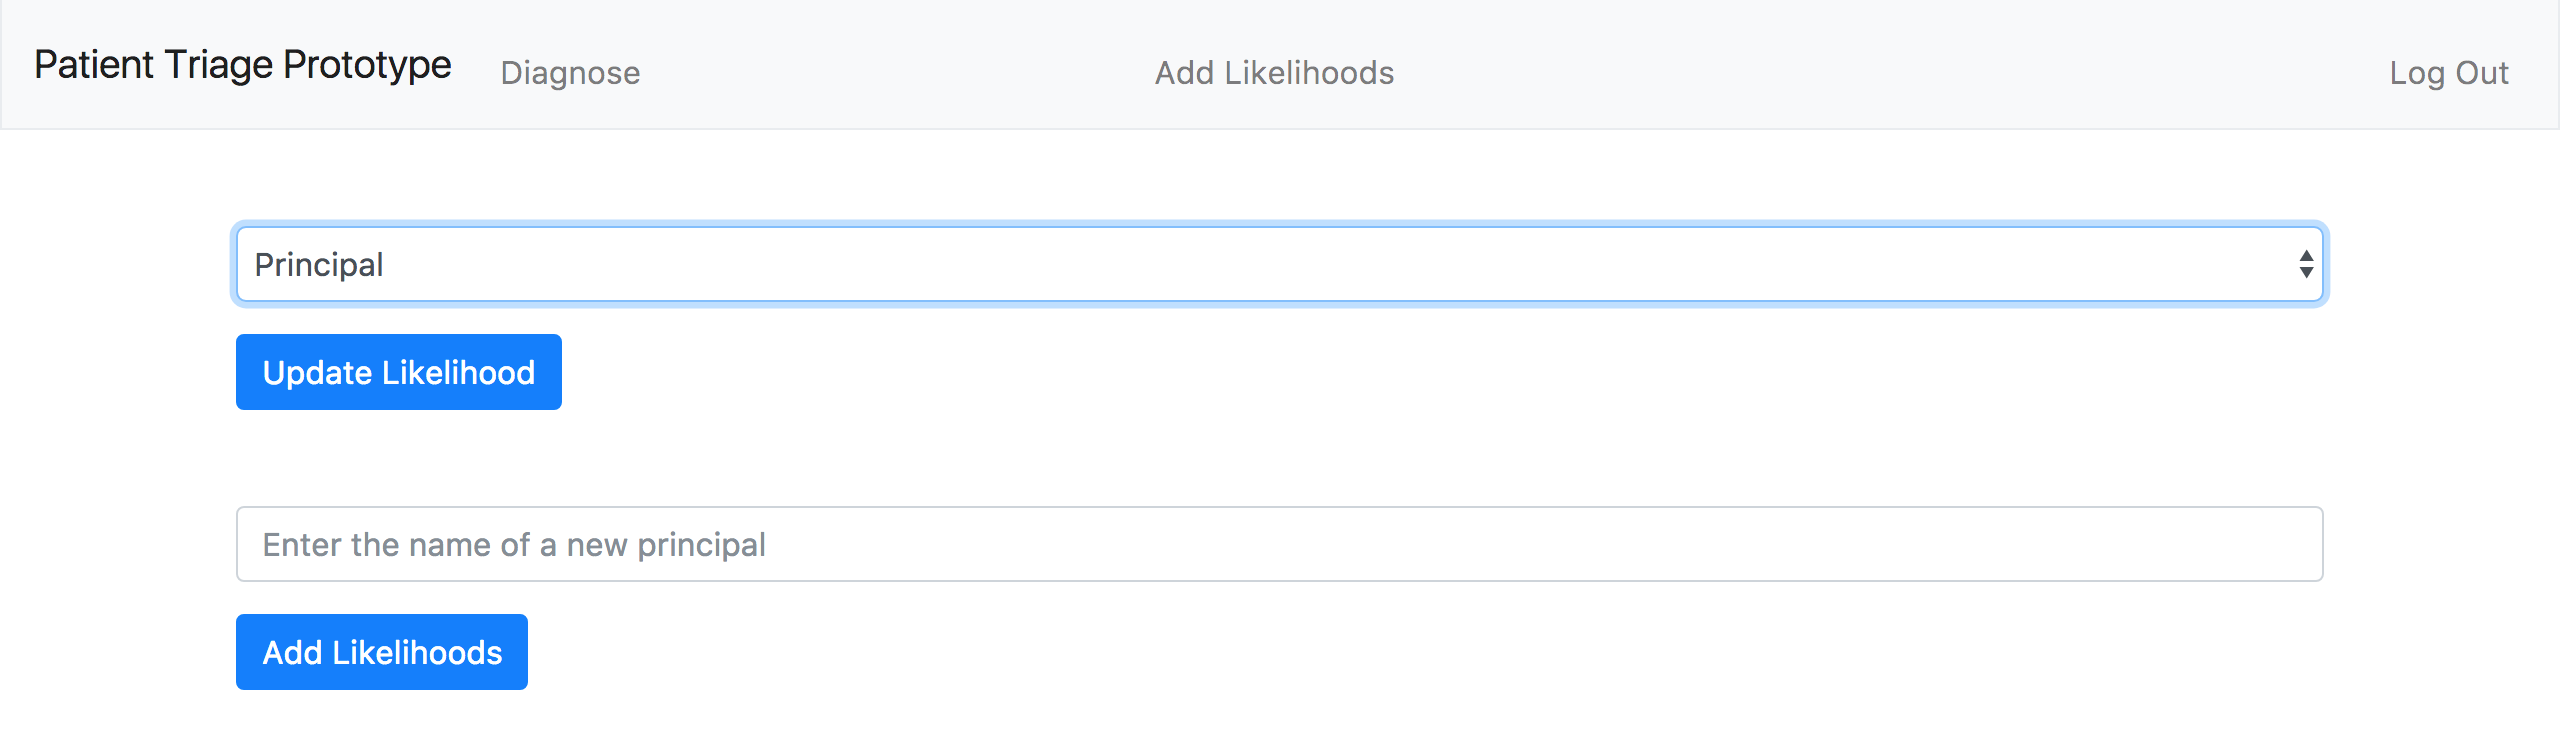 Patient Triage Prototype Diagnose Add Likelihoods Log Out
Principal
Update Likelihood
Enter the name of a new principal
Add Likelihoods